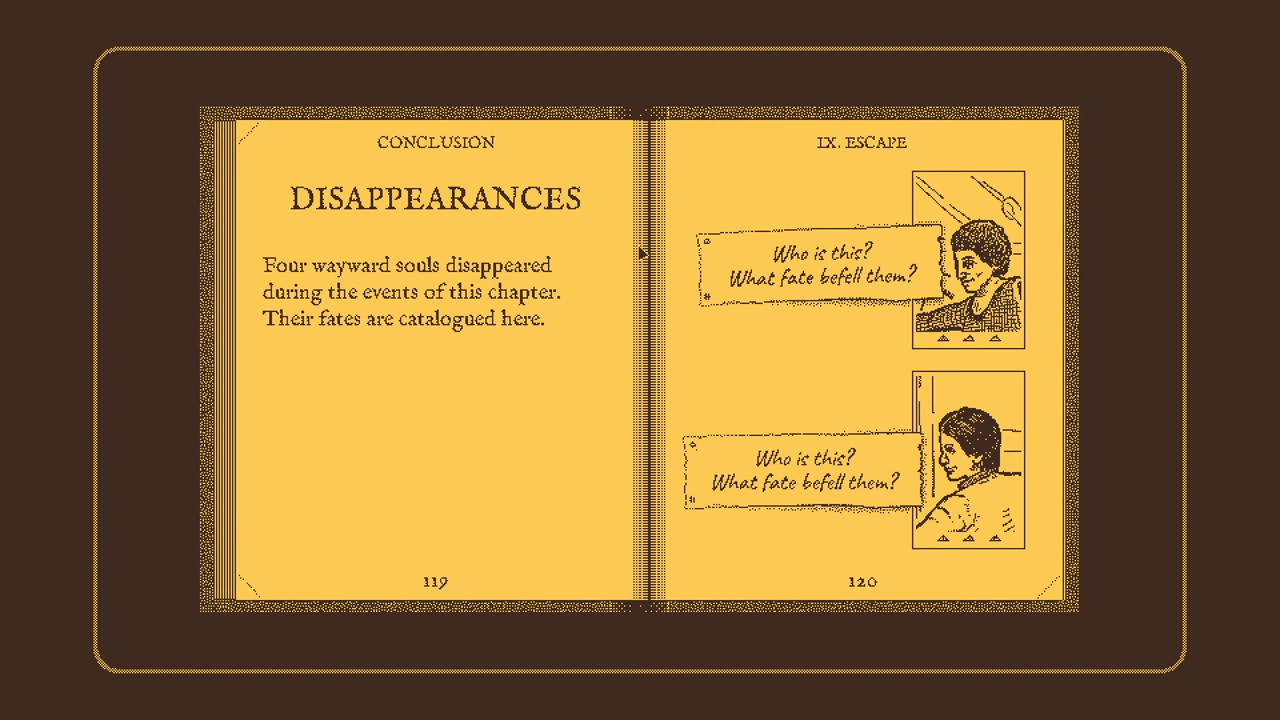 CONCLUSION
DISAPPEARANCES
Four wayward souls disappeared
during the events of this chapter.
Their fates are catalogued here.
119
IX. ESCAPE
Who is this?
What fate befell them?
Who is this?
What fate befell them?
120